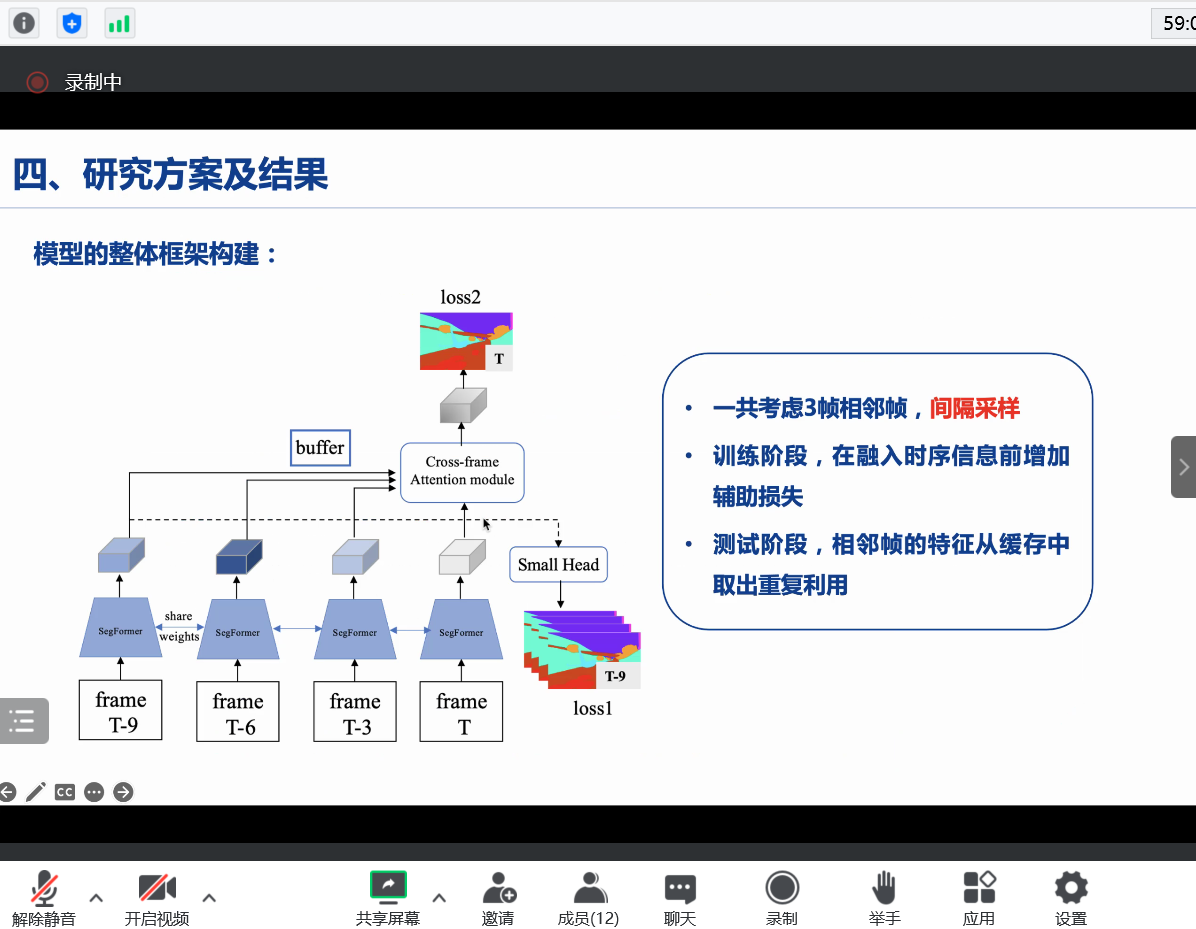 59:0
录制中
四、研究方案及结果
模型的整体框架构建：
loss2
T
buffer
Cross-frame
Attention module
Small Head
share
weights
SegFormer
SegFormer
SegFormer
SegFormer
frame
T-9
frame
T-6
frame
T-3
frame
T
T-9
loss1
• 一共考虑3帧相邻帧，间隔采样
• 训练阶段，在融入时序信息前增加
辅助损失
• 测试阶段，相邻帧的特征从缓存中
取出重复利用
CC
解除静音
开启视频
共享屏幕
邀请
成员(12)
聊天
录制
举手
应用
设置